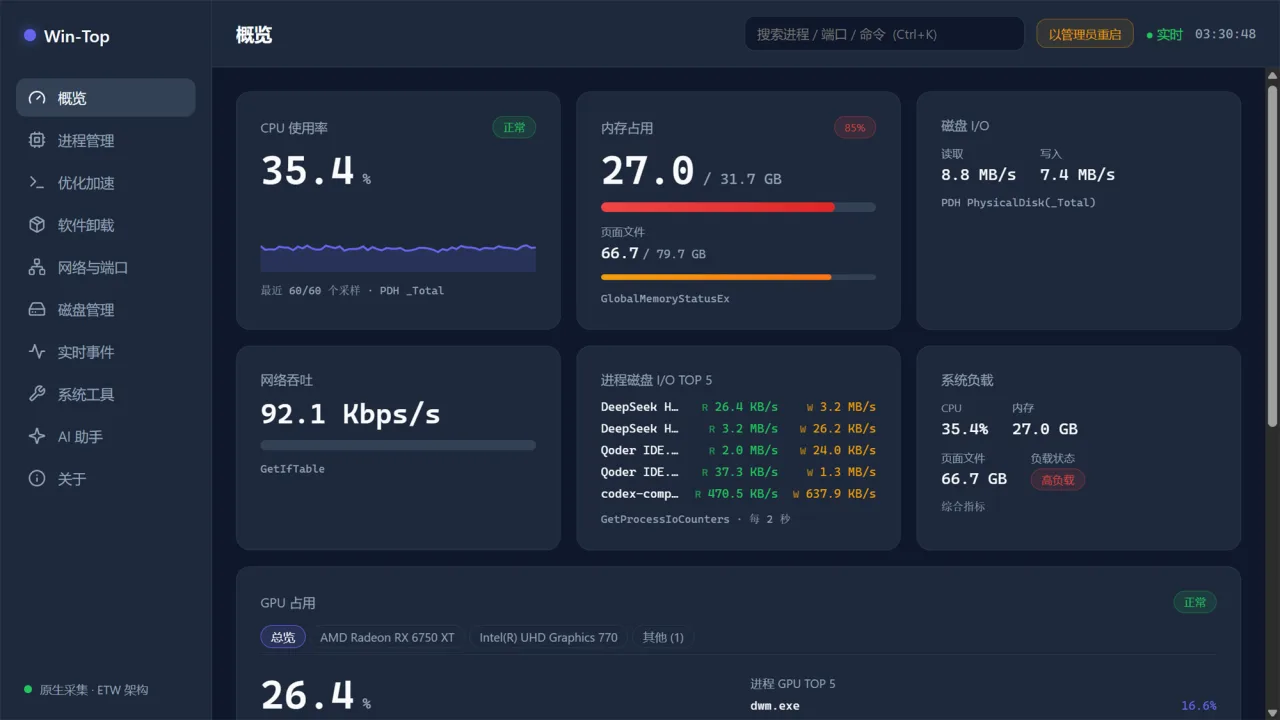 Win-Top
概览
进程管理
优化加速
软件卸载
网络与端口
磁盘管理
实时事件
系统工具
AI 助手
关于
原生采集 · ETW 架构
概览
搜索进程 / 端口 / 命令 (Ctrl+K)
以管理员重启
实时 03:30:48
CPU 使用率
正常
35.4 %
最近 60/60 个采样 · PDH _Total
内存占用
85%
27.0 / 31.7 GB
页面文件
66.7 / 79.7 GB
GlobalMemoryStatusEx
磁盘 I/O
读取 写入
8.8 MB/s 7.4 MB/s
PDH PhysicalDisk(_Total)
网络吞吐
92.1 Kbps/s
GetIfTable
进程磁盘 I/O TOP 5
DeepSeek H… R 26.4 KB/s W 3.2 MB/s
DeepSeek H… R 3.2 MB/s W 26.2 KB/s
Qoder IDE.… R 2.0 MB/s W 24.0 KB/s
Qoder IDE.… R 37.3 KB/s W 1.3 MB/s
codex-comp… R 470.5 KB/s W 637.9 KB/s
GetProcessIoCounters · 每 2 秒
系统负载
CPU 内存
35.4% 27.0 GB
页面文件 负载状态
66.7 GB 高负载
综合指标
GPU 占用
正常
总览 AMD Radeon RX 6750 XT Intel(R) UHD Graphics 770 其他 (1)
26.4 %
进程 GPU TOP 5
dwm.exe 16.6%